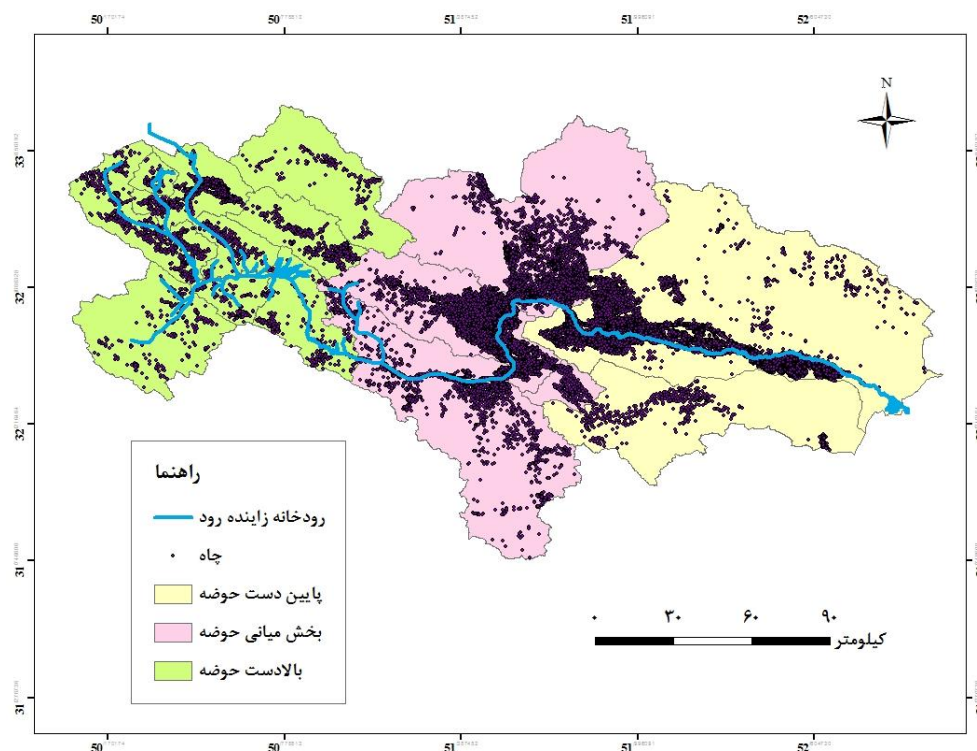 50 50 51 51 52
N
33
32
32
31
31
راهنما
رودخانه زاینده رود
چاه
پایین دست حوضه
بخش میانی حوضه
بالادست حوضه
۰ ۳۰ ۶۰ ۹۰
کیلومتر
50 50 51 51 52